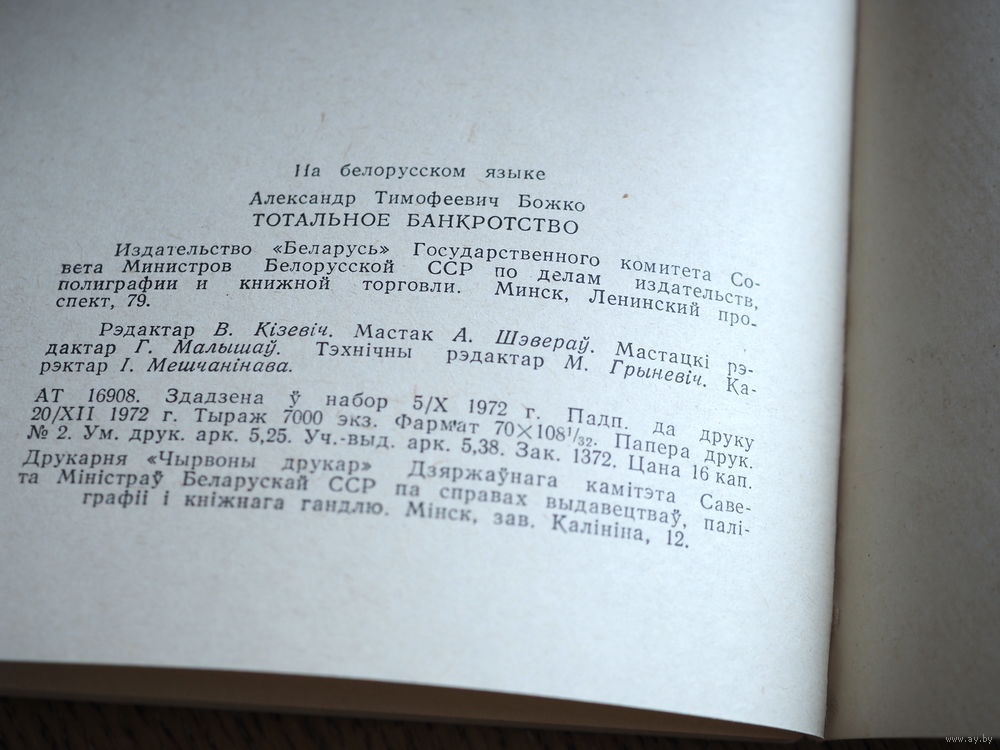 На белорусском языке
Александр Тимофеевич Божко
ТОТАЛЬНОЕ БАНКРОТСТВО
Издательство «Беларусь» Государственного комитета Со-
вета Министров Белорусской ССР по делам издательств,
полиграфии и книжной торговли. Минск, Ленинский про-
спект, 79.
Рэдактар В. Кізевіч. Мастак А. Шэвераў. Мастацкі рэ-
дактар Г. Малышаў. Тэхнічны рэдактар М. Грыневіч. Ка-
рэктар І. Мешчанінава.
АТ 16908. Здадзена ў набор 5/X 1972 г. Падп. да друку
20/XII 1972 г. Тыраж 7000 экз. Фармат 70×108¹/₃₂. Папера друк.
№ 2. Ум. друк. арк. 5,25. Уч.-выд. арк. 5,38. Зак. 1372. Цана 16 кап.
Друкарня «Чырвоны друкар» Дзяржаўнага камітэта Саве-
та Міністраў Беларускай ССР па справах выдавецтваў, палі-
графіі і кніжнага гандлю. Мінск, зав. Калініна, 12.
www.ay.by